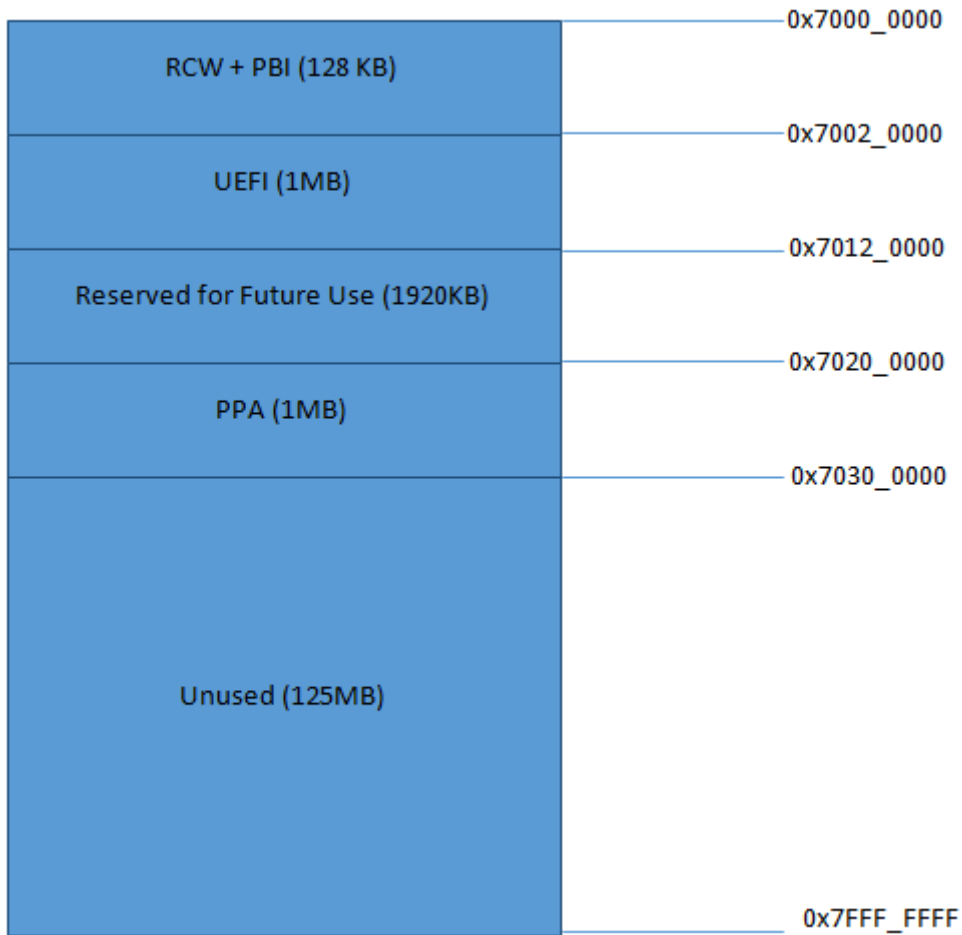 0x7000_0000
RCW + PBI (128 KB)
0x7002_0000
UEFI (1MB)
0x7012_0000
Reserved for Future Use (1920KB)
0x7020_0000
PPA (1MB)
0x7030_0000
Unused (125MB)
0x7FFF_FFFF